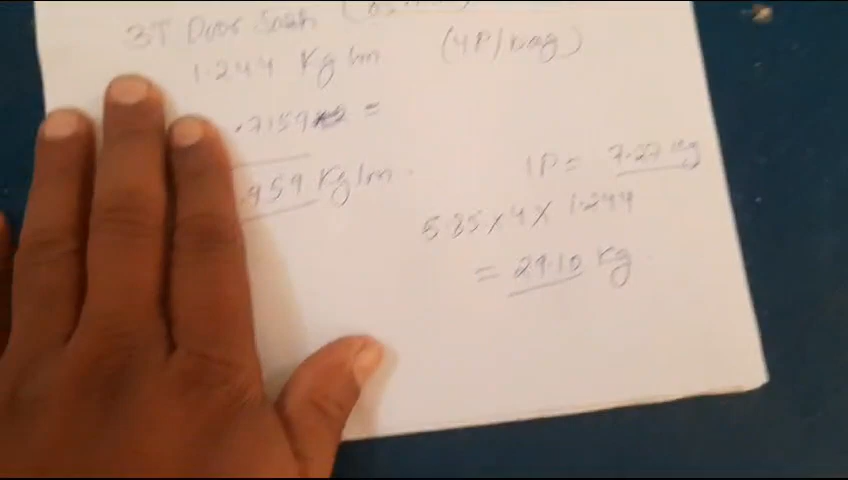 3T Door Sash
1.244 Kg/m (4P/bag)
.7159 =
.959 Kg/m.
1P = 7.27 Kg
5.85 x 4 x 1.244
= 29.10 Kg